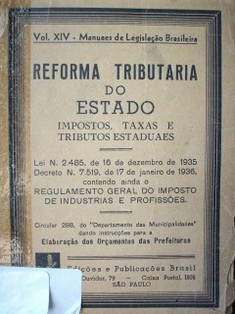 Vol. XIV - Manuaes de Legislação Brasileira
REFORMA TRIBUTARIA
DO
ESTADO
IMPOSTOS, TAXAS E
TRIBUTOS ESTADUAES
Lei N. 2.485, de 16 de dezembro de 1935
Decreto N. 7.519, de 17 de janeiro de 1936,
contendo ainda o
REGULAMENTO GERAL DO IMPOSTO
DE INDUSTRIAS E PROFISSÕES.
Circular 288, do "Departamento das Municipalidades"
dando instrucções para a
Elaboração dos Orçamentos das Prefeituras
Edições e Publicações Brasil
Ouvidor, 79 - Caixa Postal,
SÃO PAULO